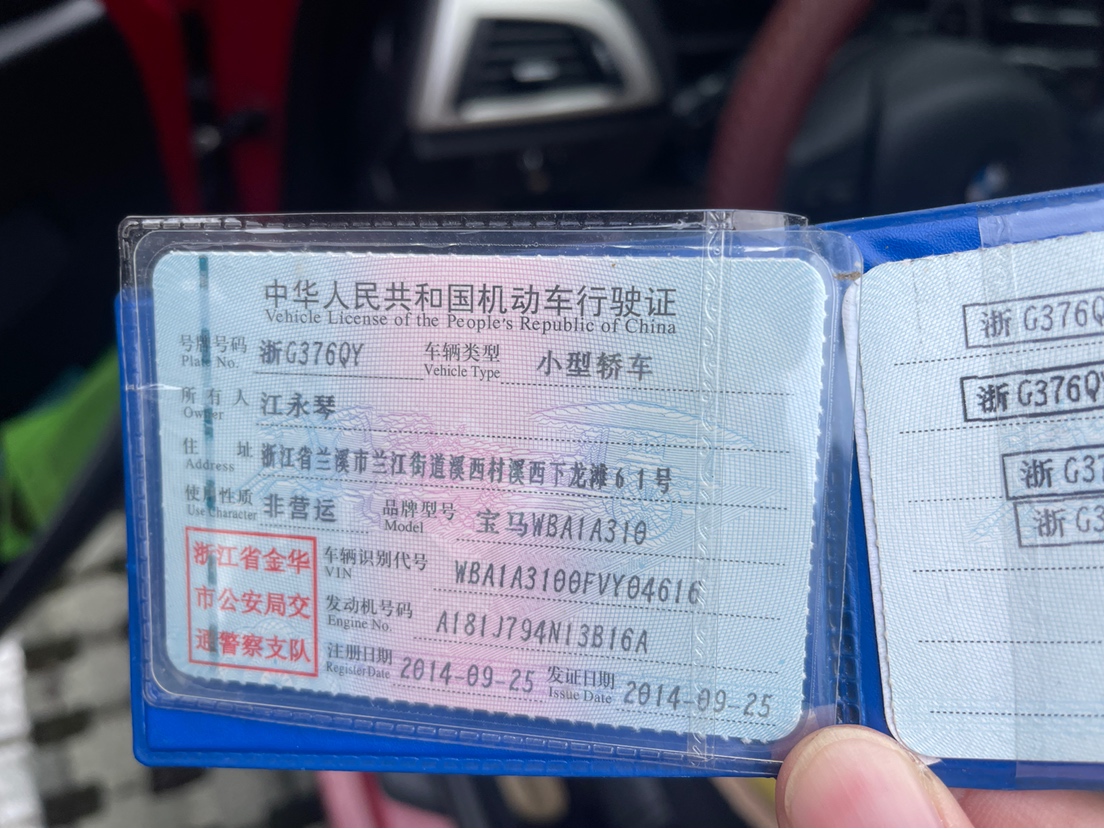 中华人民共和国机动车行驶证
Vehicle License of the People's Republic of China
号牌号码 浙G376QY 车辆类型 小型轿车
Plate No. Vehicle Type
所有人 江永琴
Owner
住址 浙江省兰溪市兰江街道溪西村溪西下龙滩61号
Address
使用性质 非营运 品牌型号 宝马WBA1A310
Use Character Model
浙江省金华
市公安局交
通警察支队
车辆识别代号 WBA1A3100FVY04616
VIN
发动机号码 A181J794N13B16A
Engine No.
注册日期 2014-09-25 发证日期 2014-09-25
Register Date Issue Date
浙G376Q
浙G376QY
浙G37
浙G3